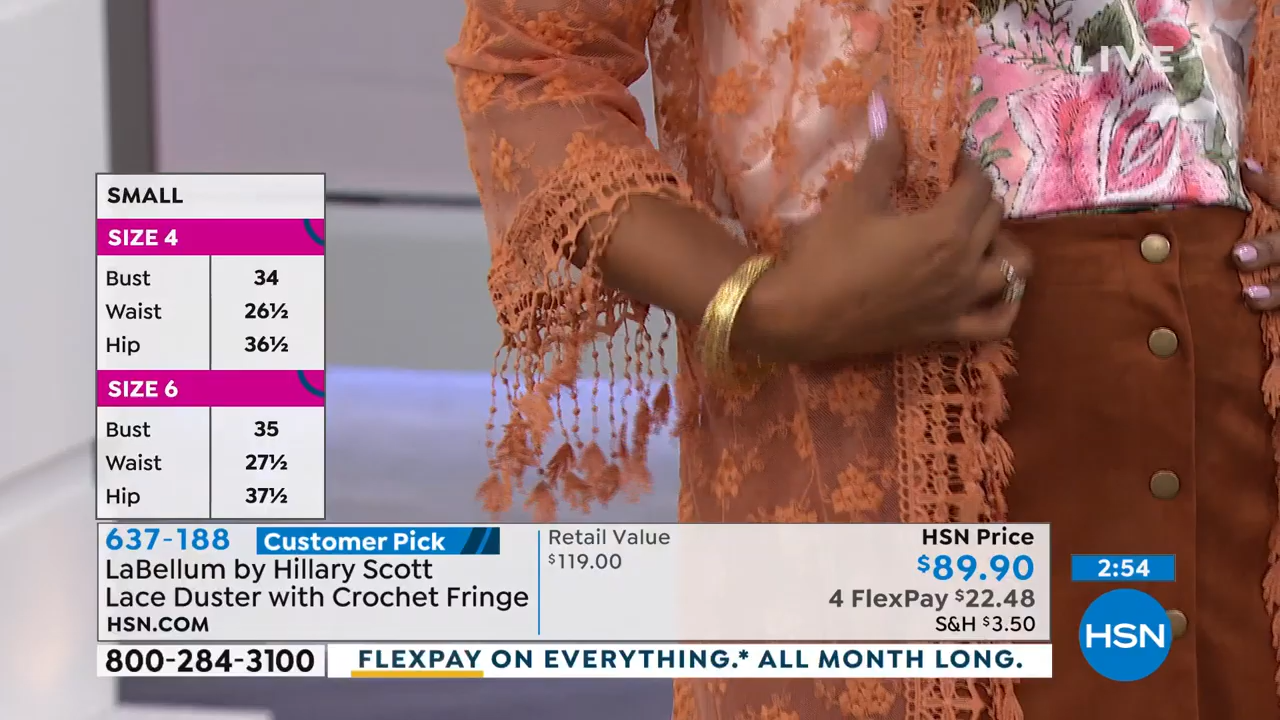 LIVE
SMALL
SIZE 4
Bust 34
Waist 26½
Hip 36½
SIZE 6
Bust 35
Waist 27½
Hip 37½
637-188 Customer Pick
LaBellum by Hillary Scott
Lace Duster with Crochet Fringe
HSN.COM
Retail Value
$119.00
HSN Price
$89.90
4 FlexPay $22.48
S&H $3.50
2:54
HSN
800-284-3100
FLEXPAY ON EVERYTHING.* ALL MONTH LONG.